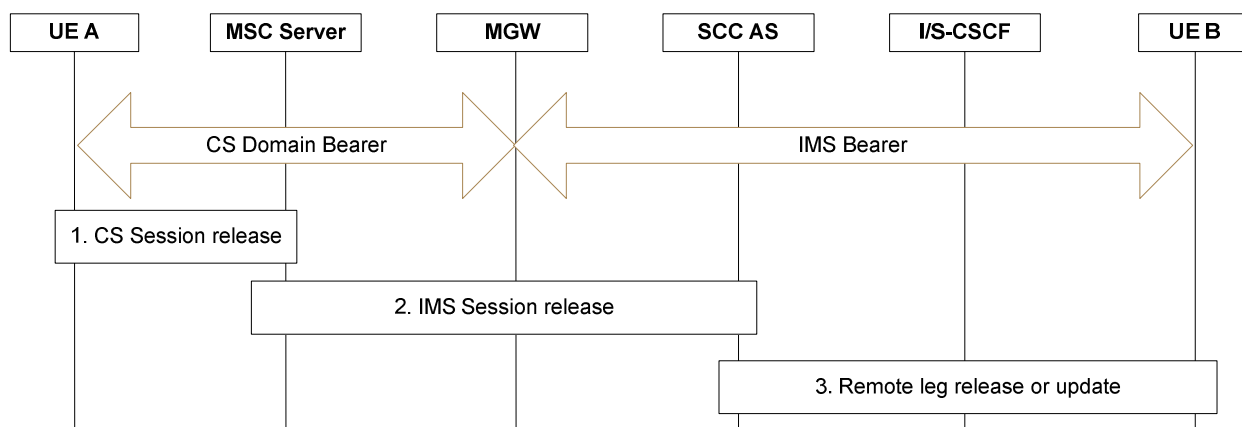 UE A
MSC Server
MGW
SCC AS
I/S-CSCF
UE B
CS Domain Bearer
IMS Bearer
1. CS Session release
2. IMS Session release
3. Remote leg release or update